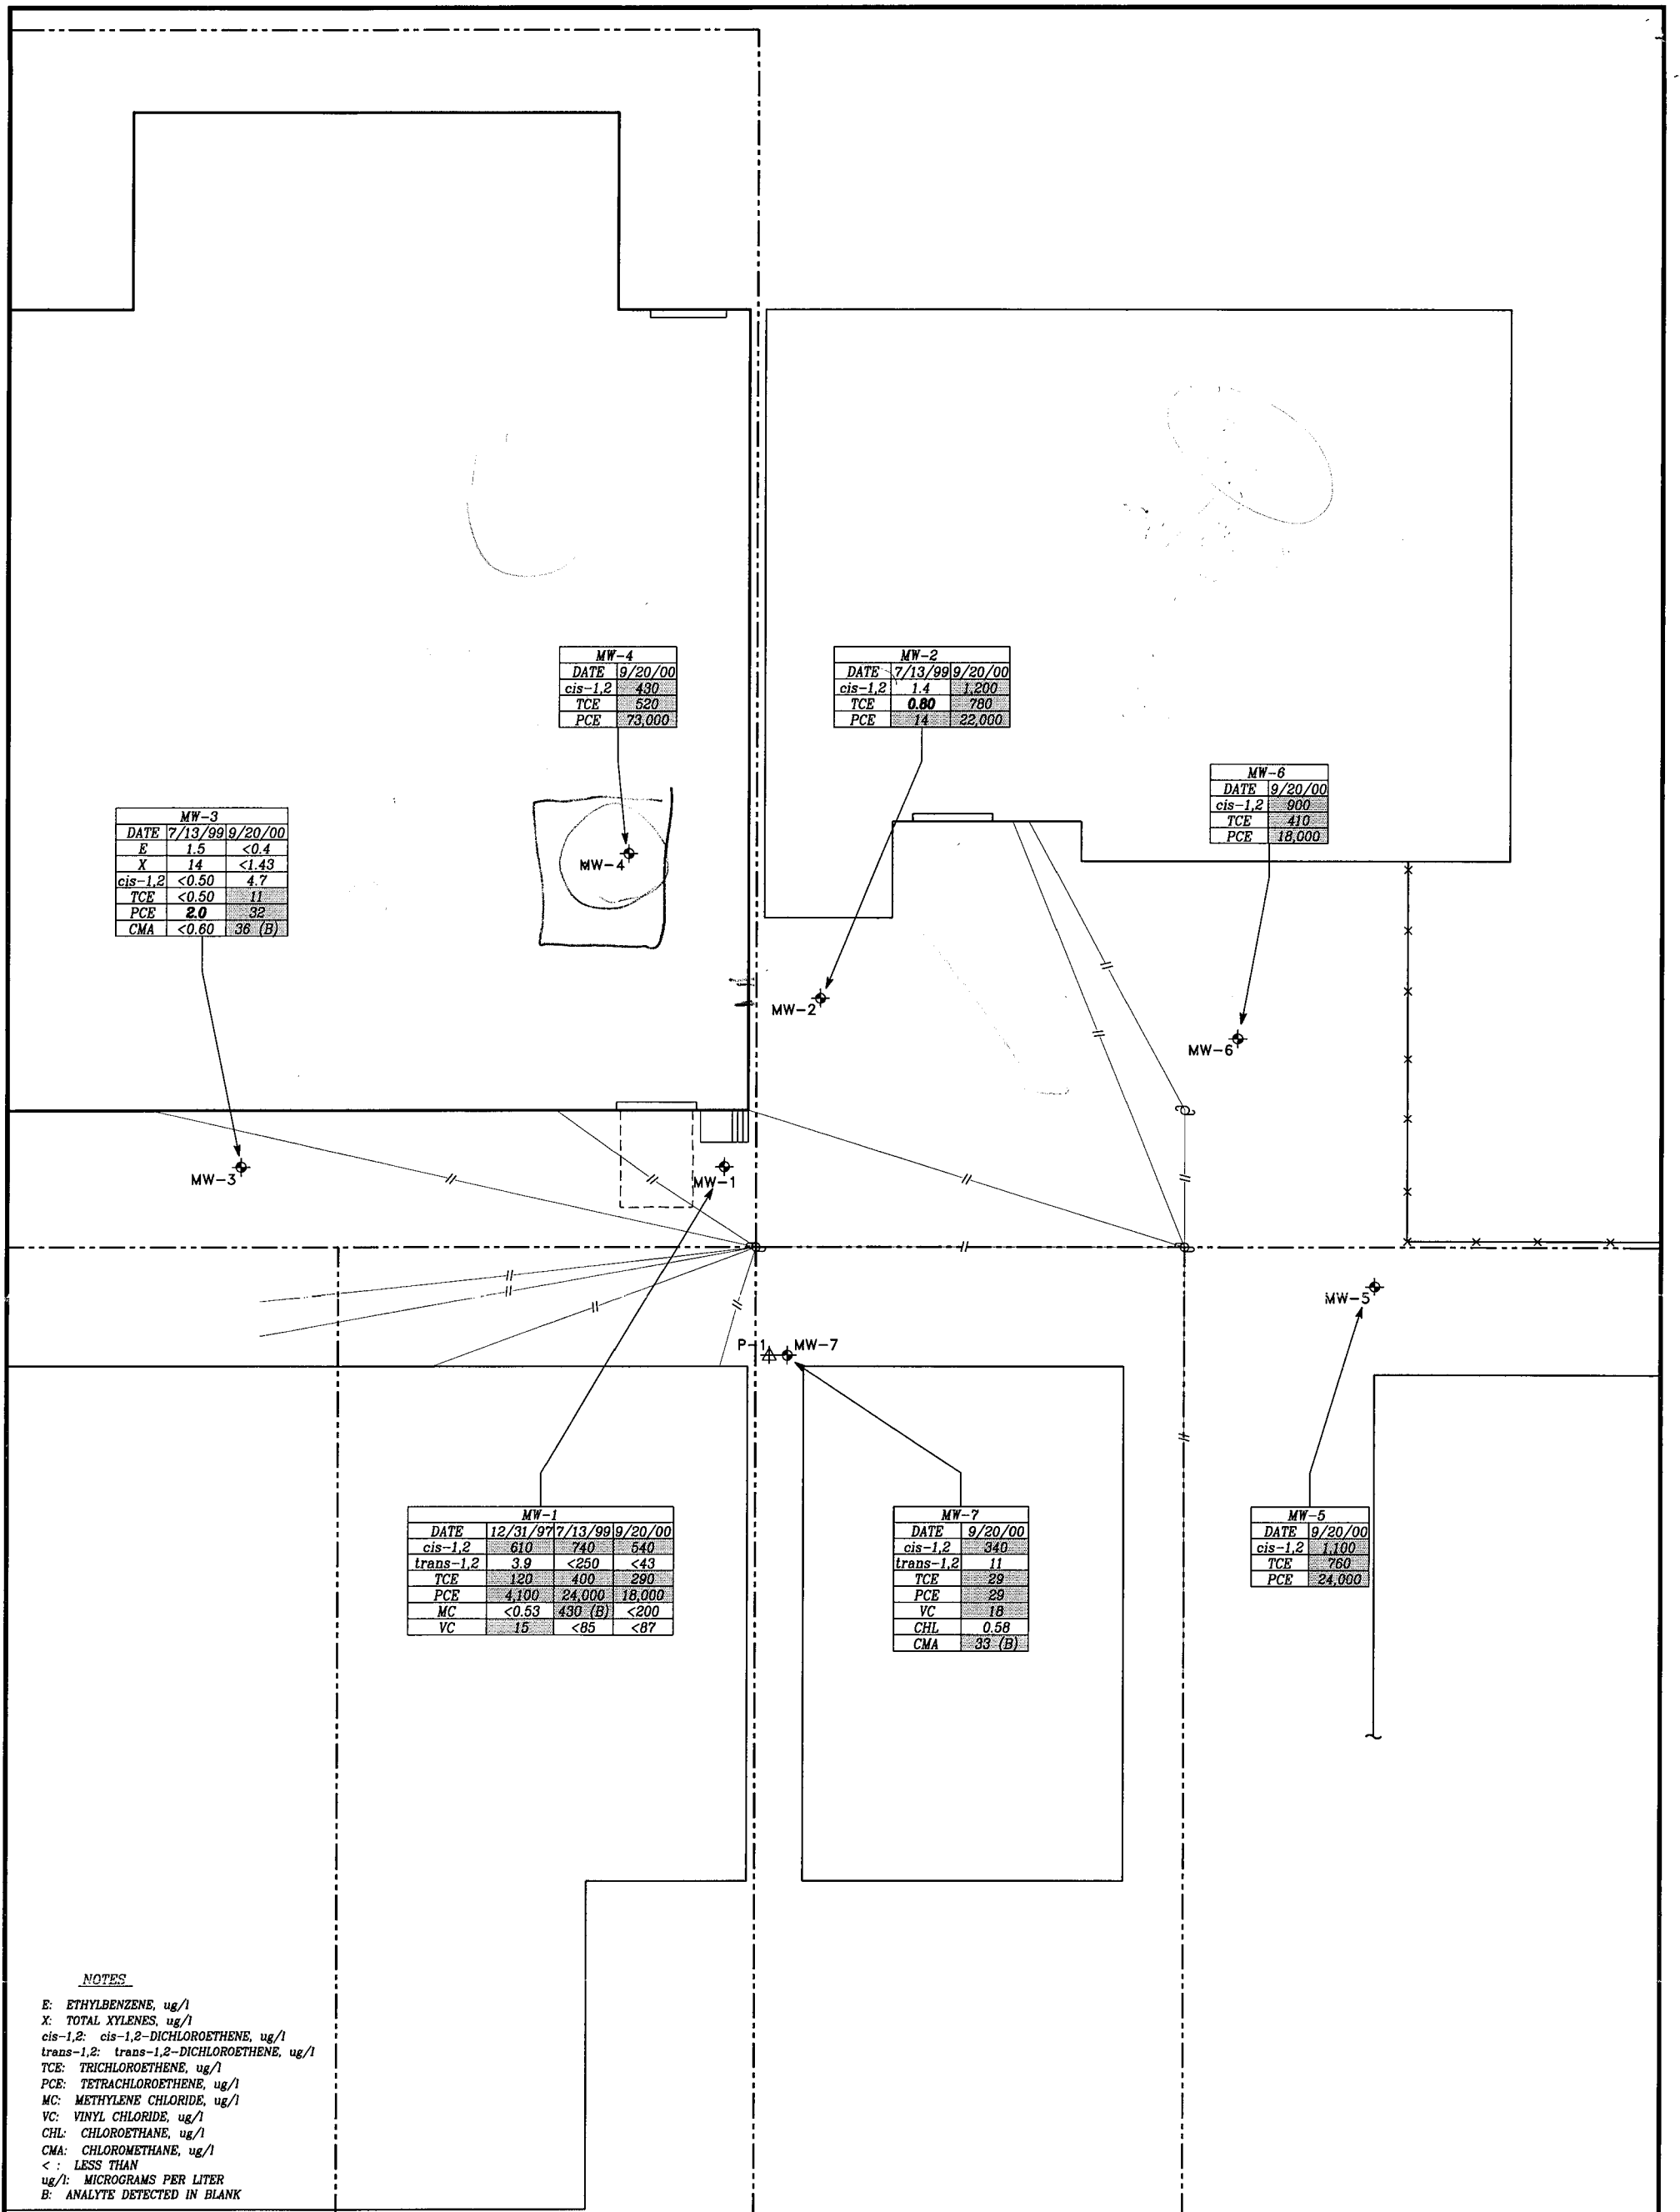 MW-4
DATE 9/20/00
cis-1,2 430
TCE 520
PCE 73,000
MW-2
DATE 7/13/99 9/20/00
cis-1,2 1.4 1,200
TCE 0.80 780
PCE 14 22,000
MW-6
DATE 9/20/00
cis-1,2 900
TCE 410
PCE 18,000
MW-3
DATE 7/13/99 9/20/00
E 1.5 <0.4
X 14 <1.43
cis-1,2 <0.50 4.7
TCE <0.50 11
PCE 2.0 32
CMA <0.60 36 (B)
MW-4
MW-2
MW-6
MW-3
MW-1
MW-5
P-1
MW-7
MW-1
DATE 12/31/97 7/13/99 9/20/00
cis-1,2 610 740 540
trans-1,2 3.9 <250 <43
TCE 120 400 290
PCE 4,100 24,000 18,000
MC <0.53 430 (B) <200
VC 15 <85 <87
MW-7
DATE 9/20/00
cis-1,2 340
trans-1,2 11
TCE 29
PCE 29
VC 18
CHL 0.58
CMA 33 (B)
MW-5
DATE 9/20/00
cis-1,2 1,100
TCE 760
PCE 24,000
NOTES
E: ETHYLBENZENE, ug/l
X: TOTAL XYLENES, ug/l
cis-1,2: cis-1,2-DICHLOROETHENE, ug/l
trans-1,2: trans-1,2-DICHLOROETHENE, ug/l
TCE: TRICHLOROETHENE, ug/l
PCE: TETRACHLOROETHENE, ug/l
MC: METHYLENE CHLORIDE, ug/l
VC: VINYL CHLORIDE, ug/l
CHL: CHLOROETHANE, ug/l
CMA: CHLOROMETHANE, ug/l
< : LESS THAN
ug/l: MICROGRAMS PER LITER
B: ANALYTE DETECTED IN BLANK